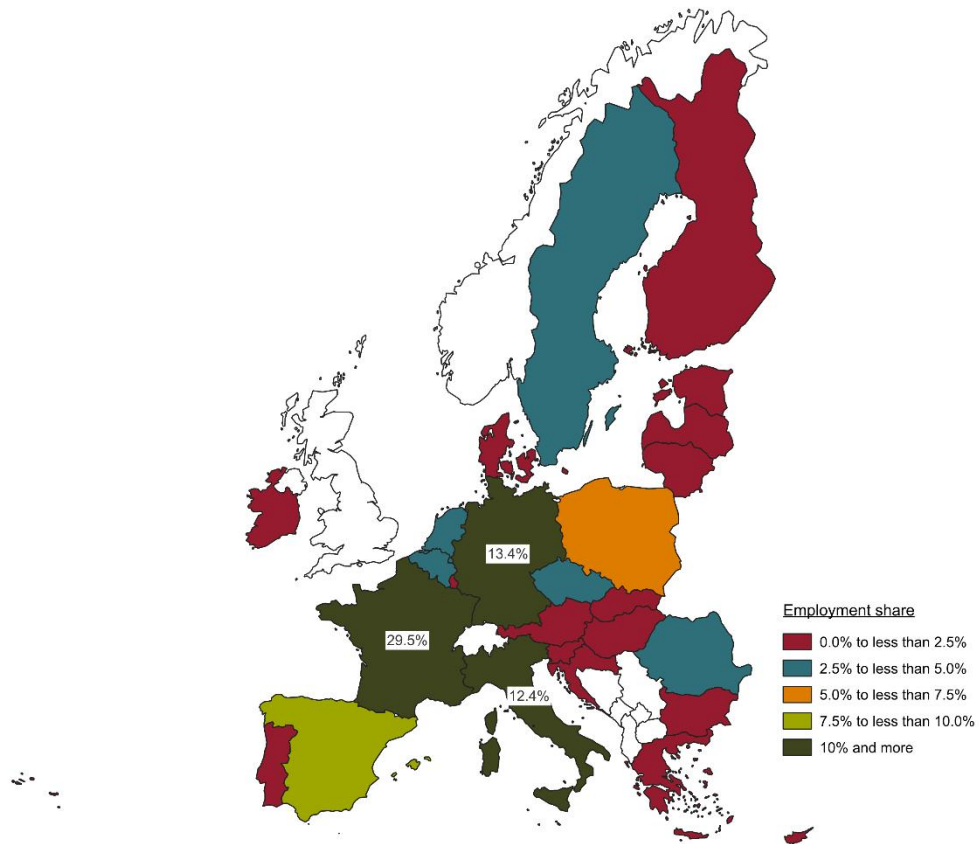 13.4%
29.5%
12.4%
Employment share
0.0% to less than 2.5%
2.5% to less than 5.0%
5.0% to less than 7.5%
7.5% to less than 10.0%
10% and more